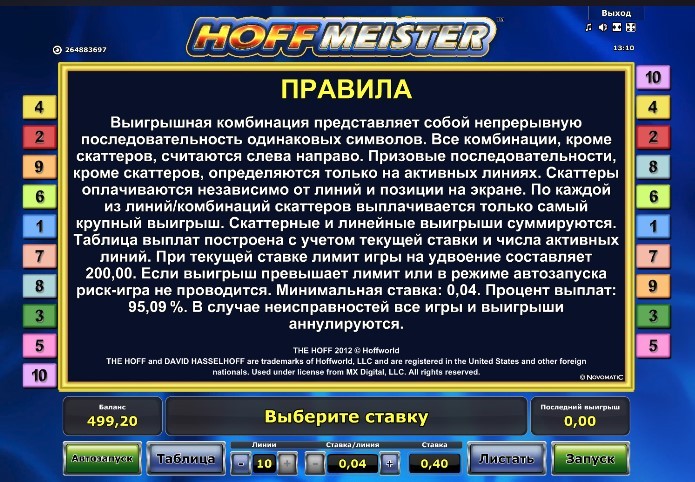 Выход
HOFFMEISTER™
264883697
13:10
ПРАВИЛА
Выигрышная комбинация представляет собой непрерывную
последовательность одинаковых символов. Все комбинации, кроме
скаттеров, считаются слева направо. Призовые последовательности,
кроме скаттеров, определяются только на активных линиях. Скаттеры
оплачиваются независимо от линий и позиции на экране. По каждой
из линий/комбинаций скаттеров выплачивается только самый
крупный выигрыш. Скаттерные и линейные выигрыши суммируются.
Таблица выплат построена с учетом текущей ставки и числа активных
линий. При текущей ставке лимит игры на удвоение составляет
200,00. Если выигрыш превышает лимит или в режиме автозапуска
риск-игра не проводится. Минимальная ставка: 0,04. Процент выплат:
95,09 %. В случае неисправностей все игры и выигрыши
аннулируются.
THE HOFF 2012 © Hoffworld
THE HOFF and DAVID HASSELHOFF are trademarks of Hoffworld, LLC and are registered in the United States and other foreign
nationals. Used under license from MX Digital, LLC. All rights reserved.
© NOVOMATIC
4
2
9
6
1
7
8
3
5
10
10
4
2
8
6
1
7
9
3
5
Баланс
499,20
Выберите ставку
Последний выигрыш
0,00
Автозапуск
Таблица
Линии
- 10 +
Ставка/линия
- 0,04 +
Ставка
0,40
Листать
Запуск